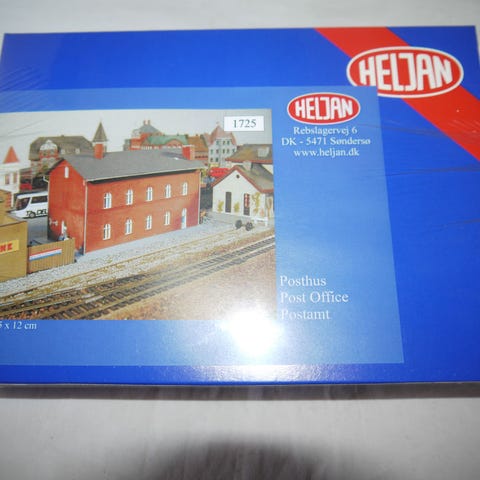 HELJAN
HELJAN
Rebslagervej 6
DK - 5471 Søndersø
www.heljan.dk
1725
Posthus
Post Office
Postamt
x 12 cm